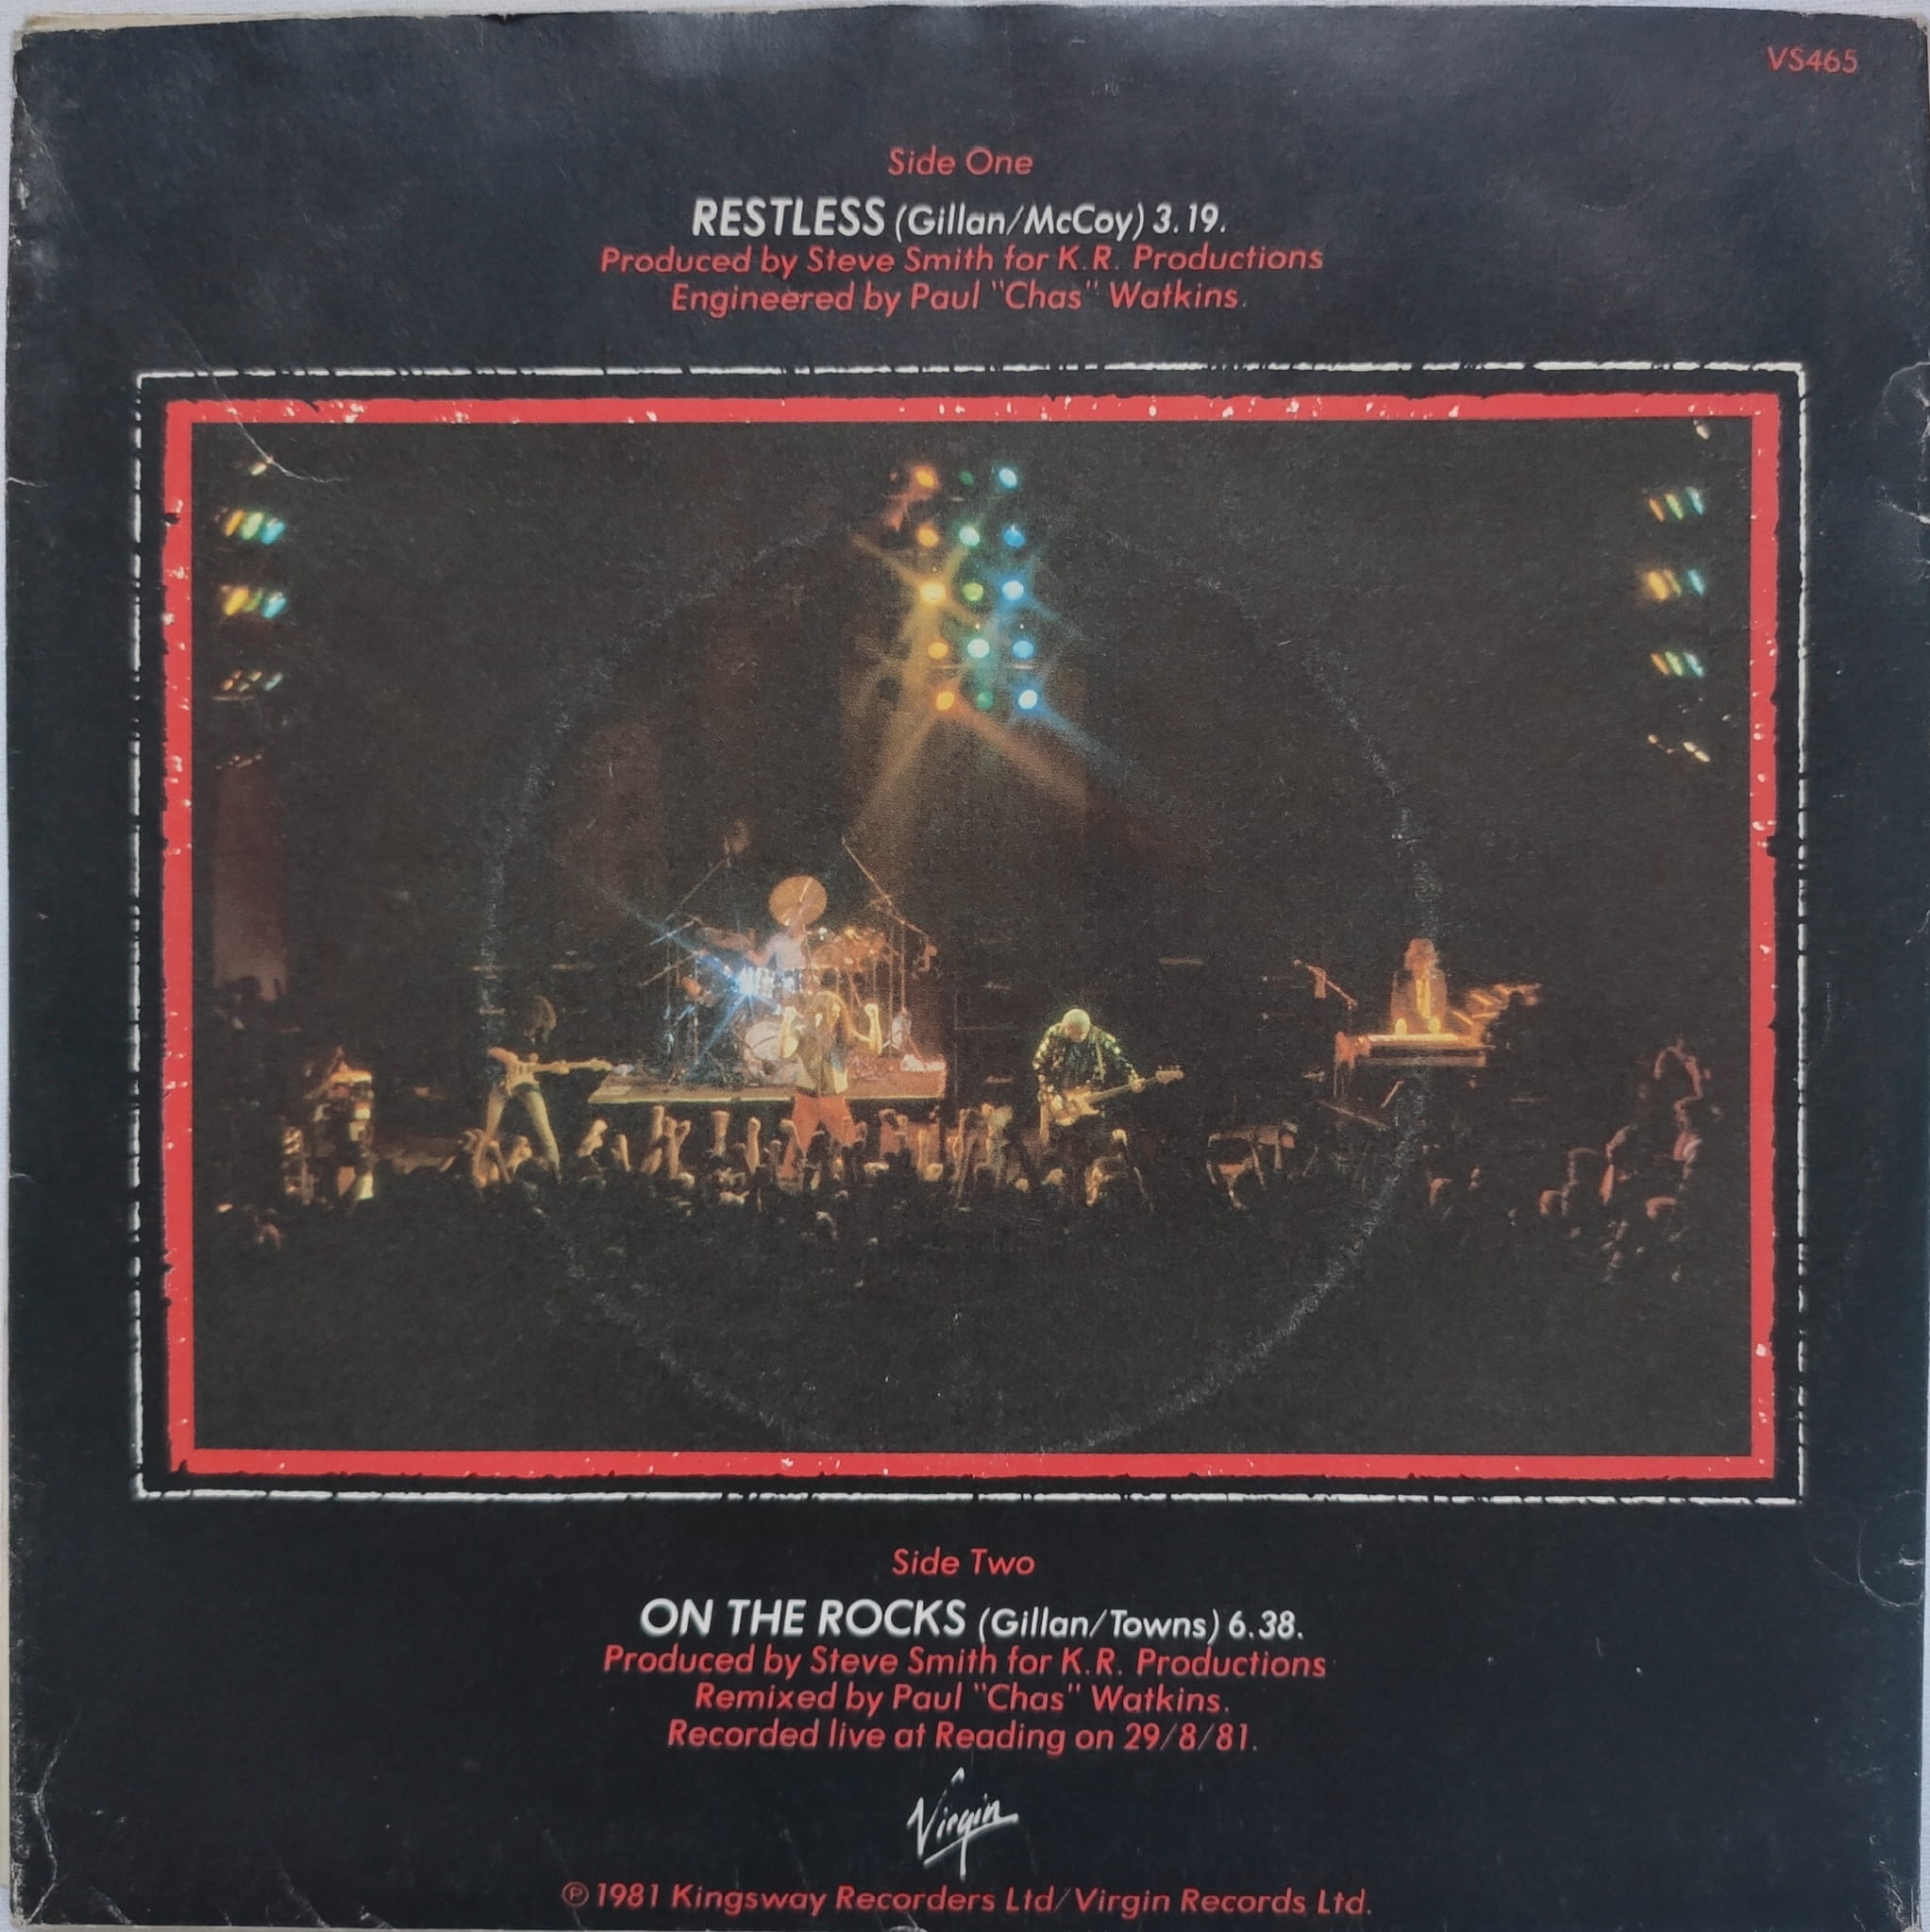 VS465
Side One
RESTLESS (Gillan/McCoy) 3.19.
Produced by Steve Smith for K.R. Productions
Engineered by Paul "Chas" Watkins.
Side Two
ON THE ROCKS (Gillan/Towns) 6.38.
Produced by Steve Smith for K.R. Productions
Remixed by Paul "Chas" Watkins.
Recorded live at Reading on 29/8/81.
Virgin
℗ 1981 Kingsway Recorders Ltd/Virgin Records Ltd.